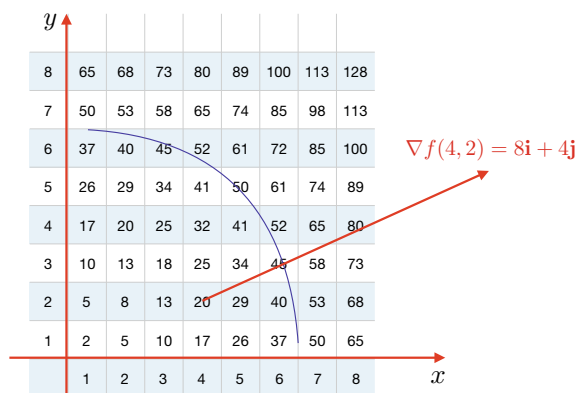 y
8 65 68 73 80 89 100 113 128
7 50 53 58 65 74 85 98 113
6 37 40 45 52 61 72 85 100
∇f(4, 2) = 8i + 4j
5 26 29 34 41 50 61 74 89
4 17 20 25 32 41 52 65 80
3 10 13 18 25 34 45 58 73
2 5 8 13 20 29 40 53 68
1 2 5 10 17 26 37 50 65
1 2 3 4 5 6 7 8
x